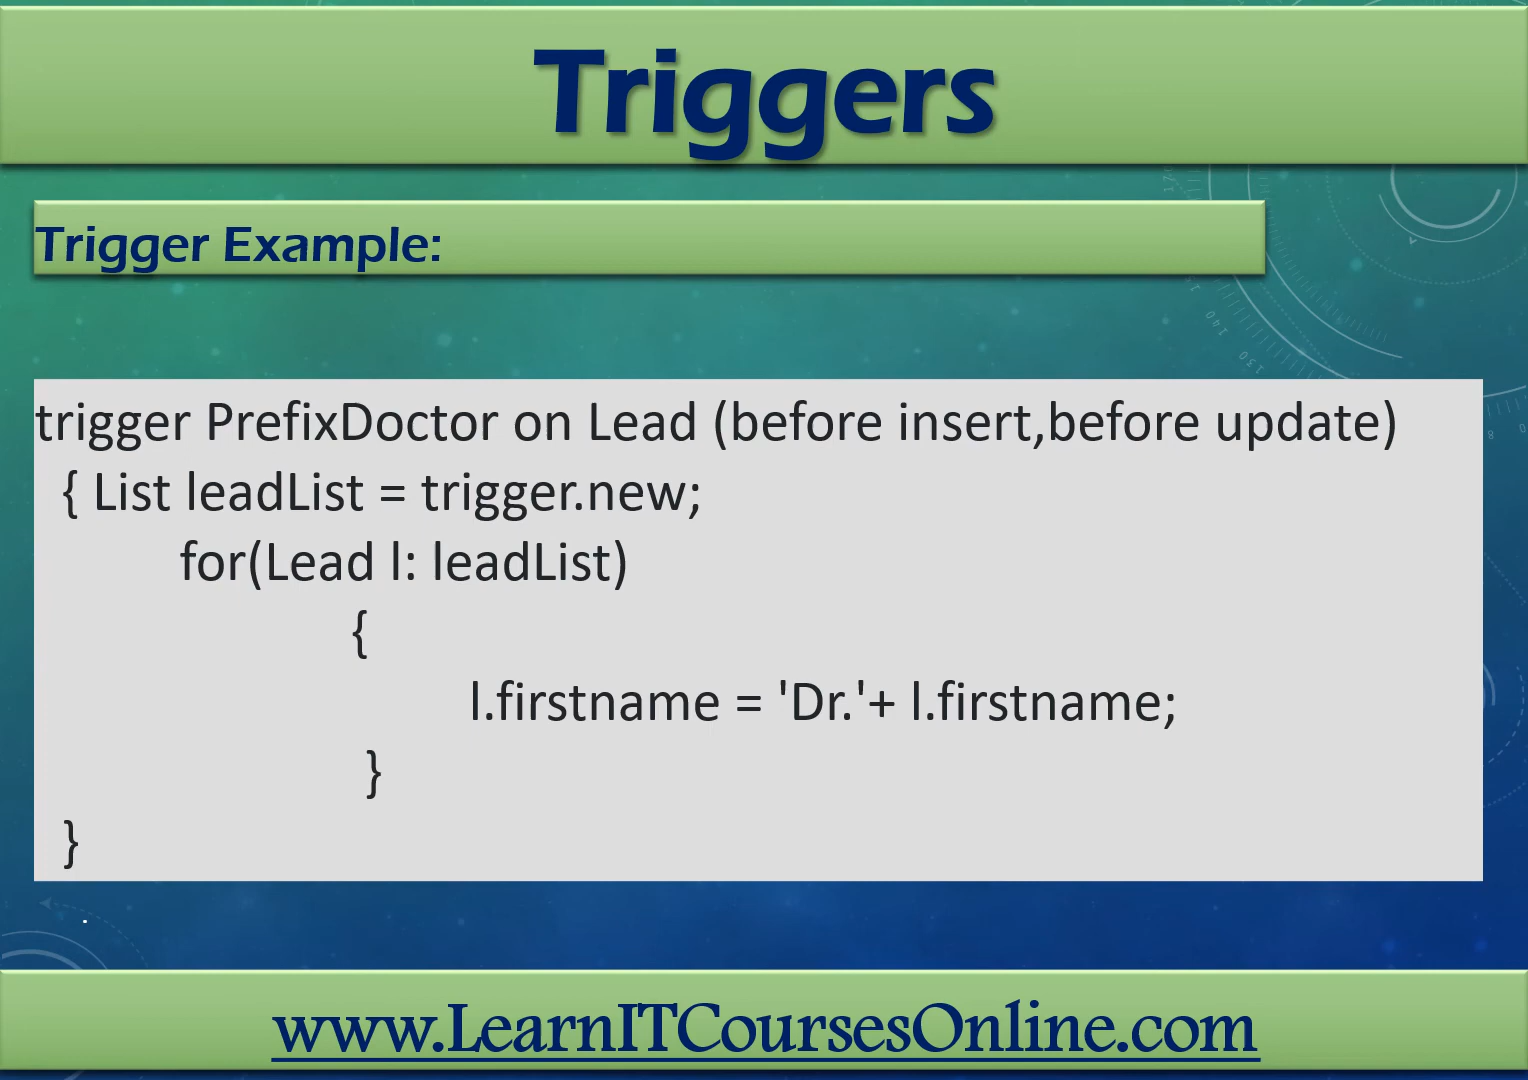 Triggers
Trigger Example:
trigger PrefixDoctor on Lead (before insert,before update)
{ List leadList = trigger.new;
for(Lead l: leadList)
{
l.firstname = 'Dr.'+ l.firstname;
}
}
.
www.LearnITCoursesOnline.com